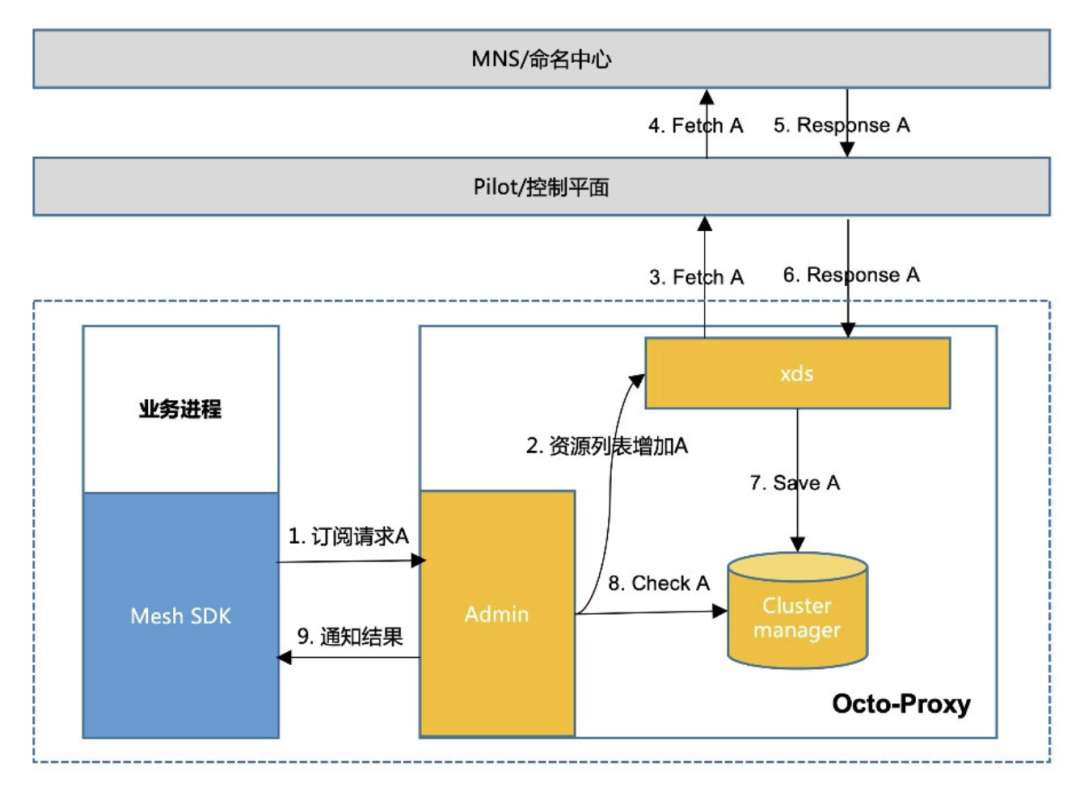 MNS/命名中心
4. Fetch A
5. Response A
Pilot/控制平面
3. Fetch A
6. Response A
xds
业务进程
2. 资源列表增加A
7. Save A
1. 订阅请求A
8. Check A
Mesh SDK
Admin
Cluster
manager
9. 通知结果
Octo-Proxy